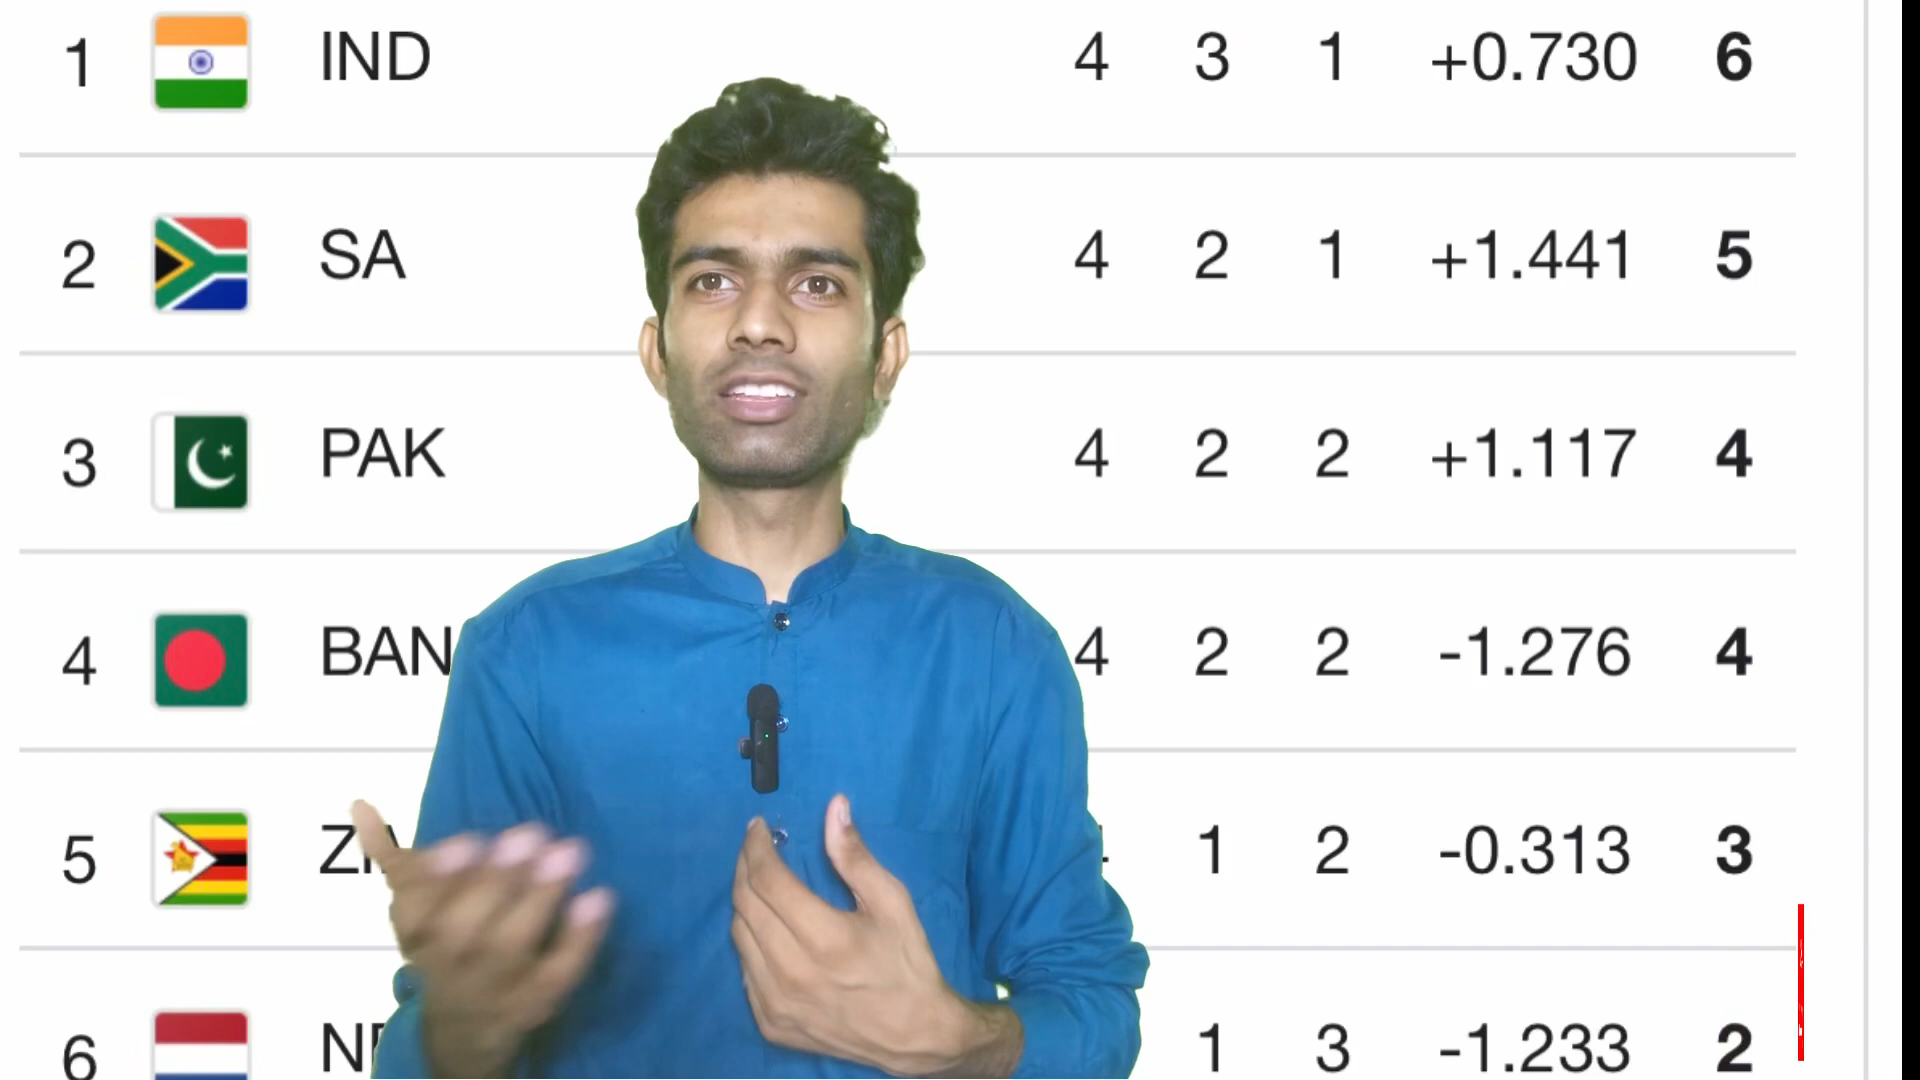 1 IND 4 3 1 +0.730 6
2 SA 4 2 1 +1.441 5
3 PAK 4 2 2 +1.117 4
4 BAN 4 2 2 -1.276 4
5 1 2 -0.313 3
6 1 3 -1.233 2